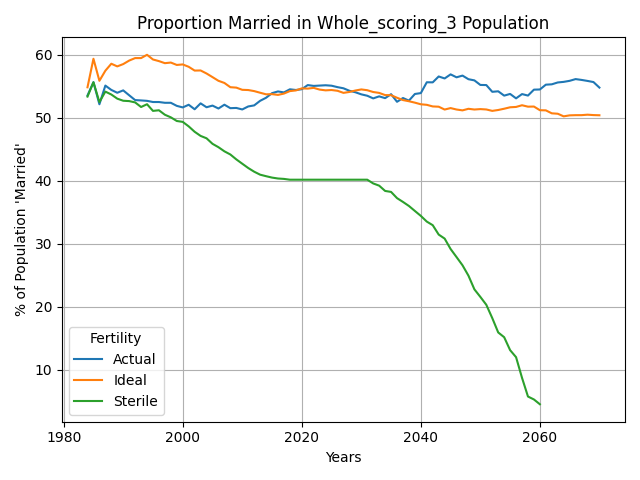 Proportion Married in Whole_scoring_3 Population
% of Population 'Married'
60
50
40
30
20
10
Fertility
Actual
Ideal
Sterile
1980 2000 2020 2040 2060
Years